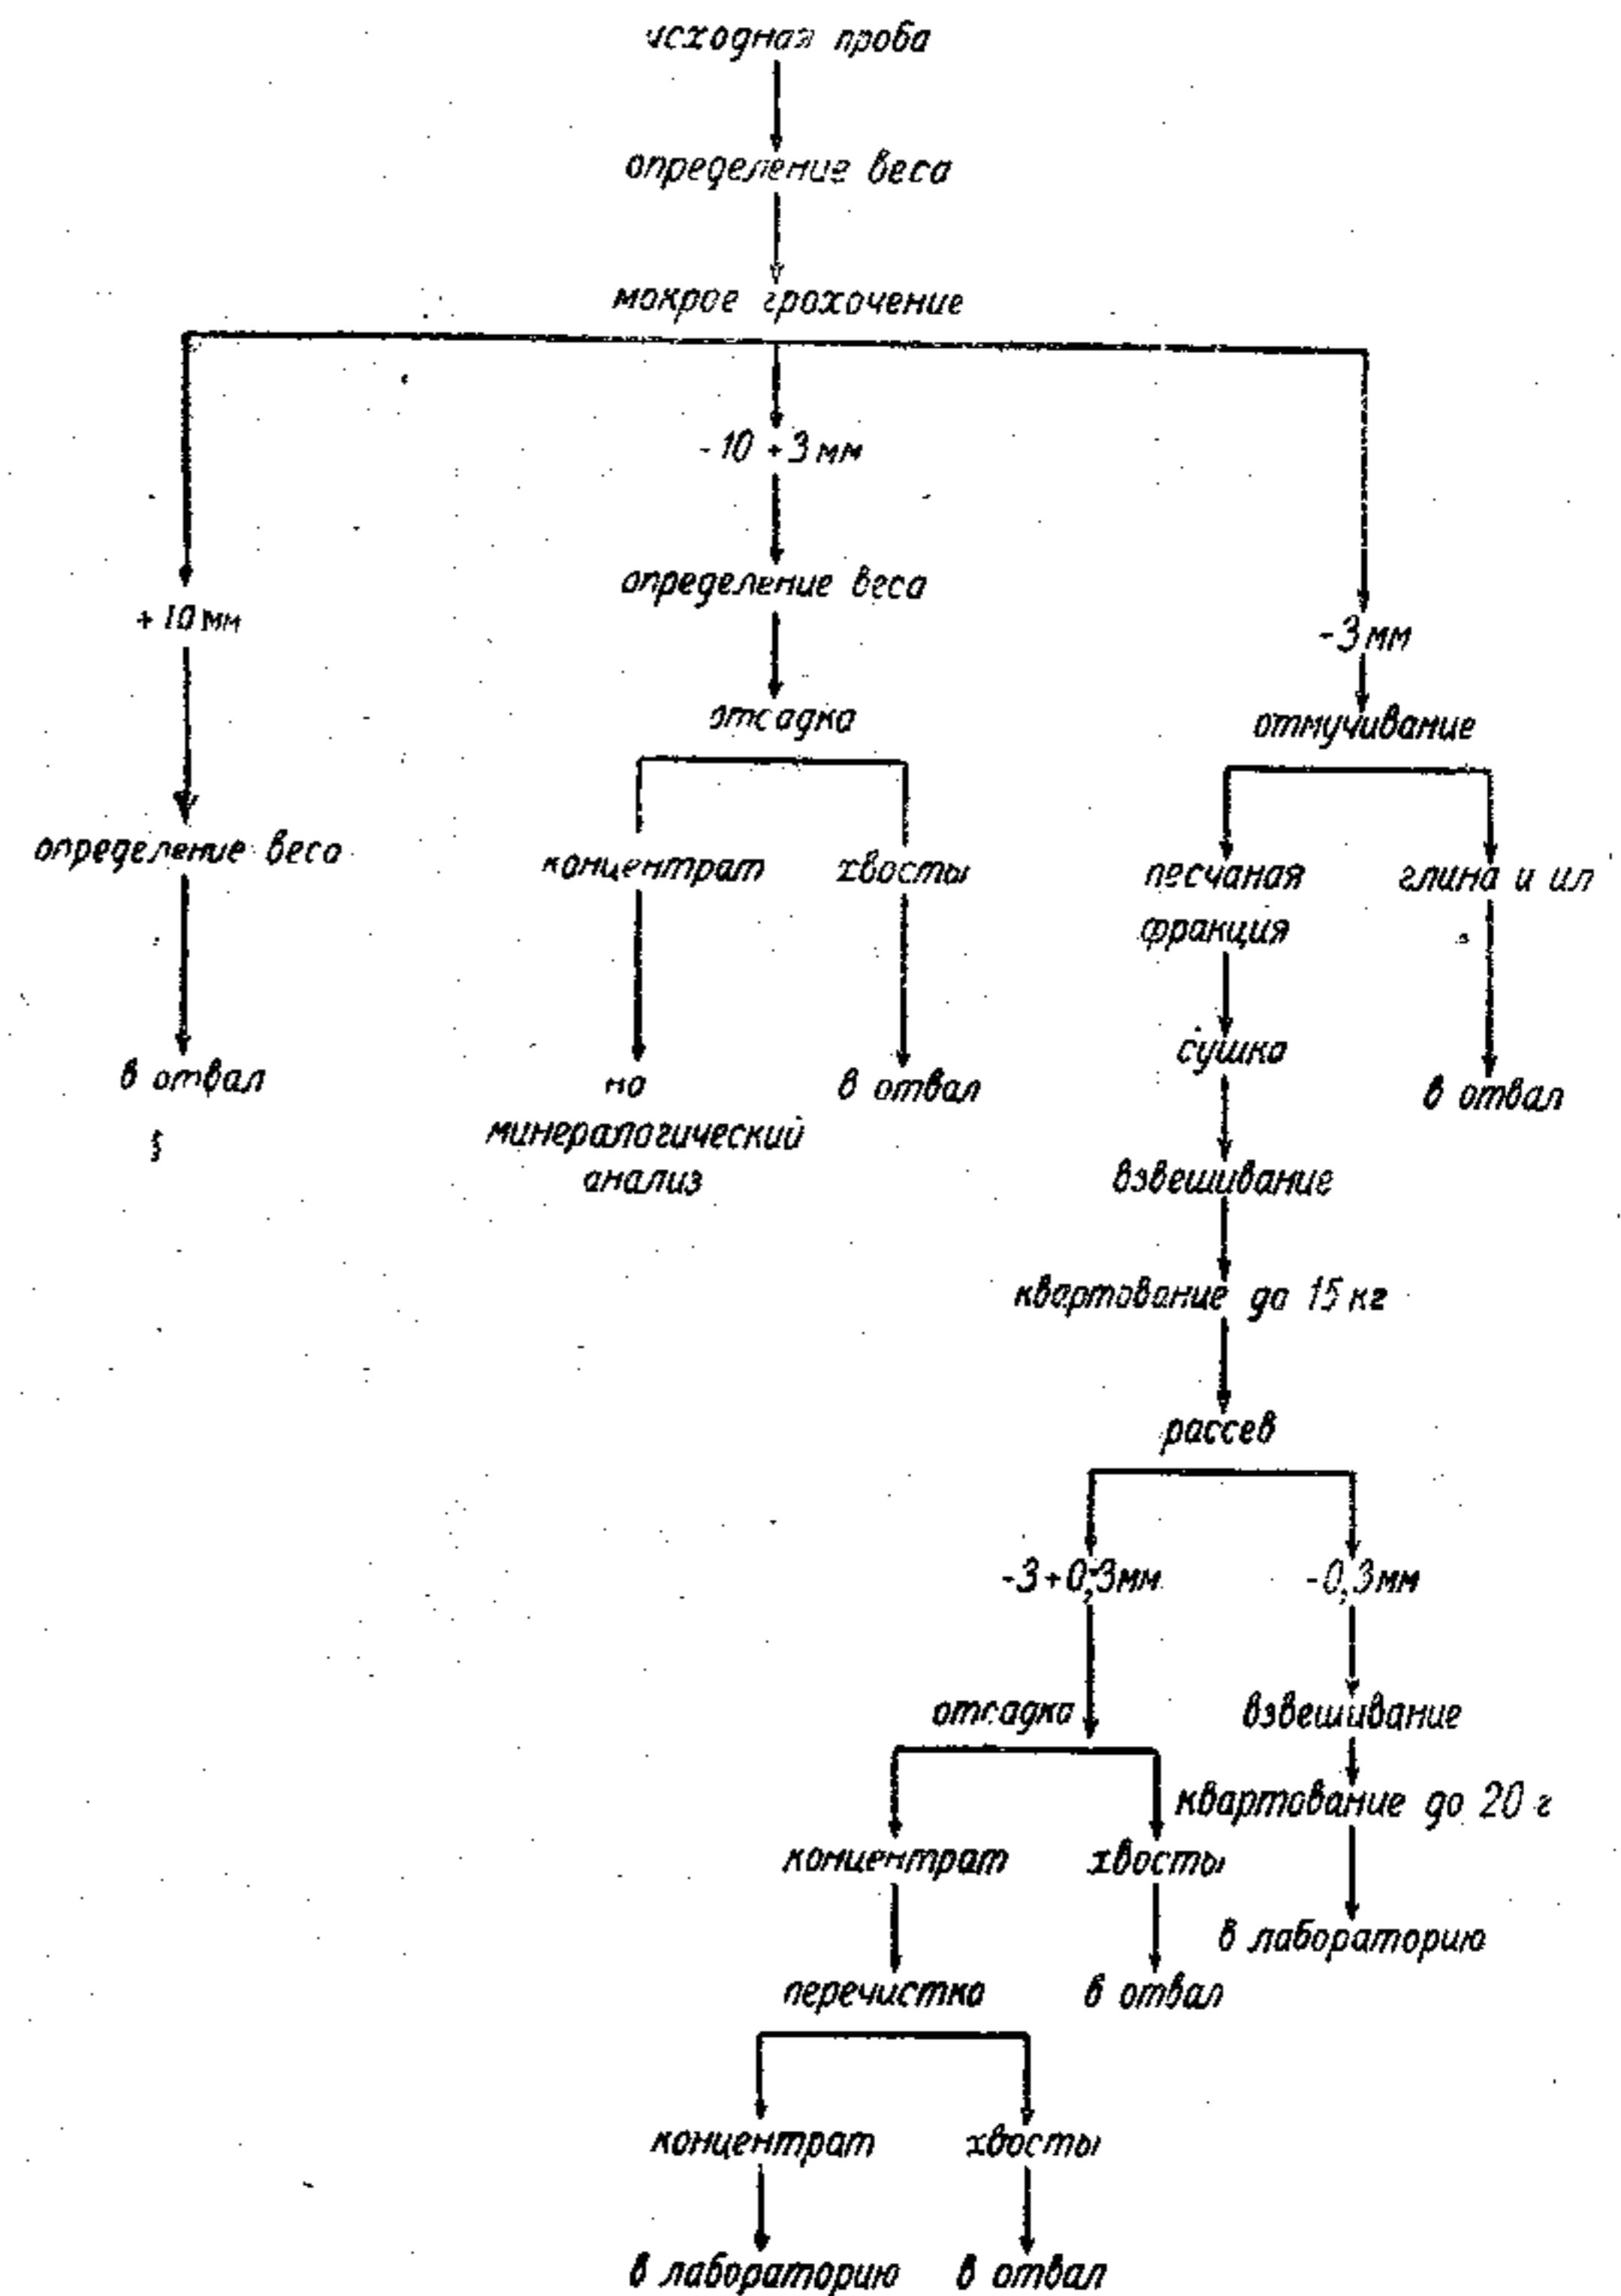 исходная проба
определение веса
мокрое грохочение
-10 +3 мм
определение веса
+10 мм
-3 мм
отсадка
отмучивание
определение веса
концентрат
хвосты
песчаная
фракция
глина и ил
сушка
в отвал
на
минералогический
анализ
в отвал
в отвал
взвешивание
квартование до 15 кг
рассев
-3+0,3 мм
-0,3 мм
отсадка
взвешивание
квартование до 20 г
концентрат
хвосты
в лабораторию
перечистка
в отвал
концентрат
хвосты
в лабораторию
в отвал